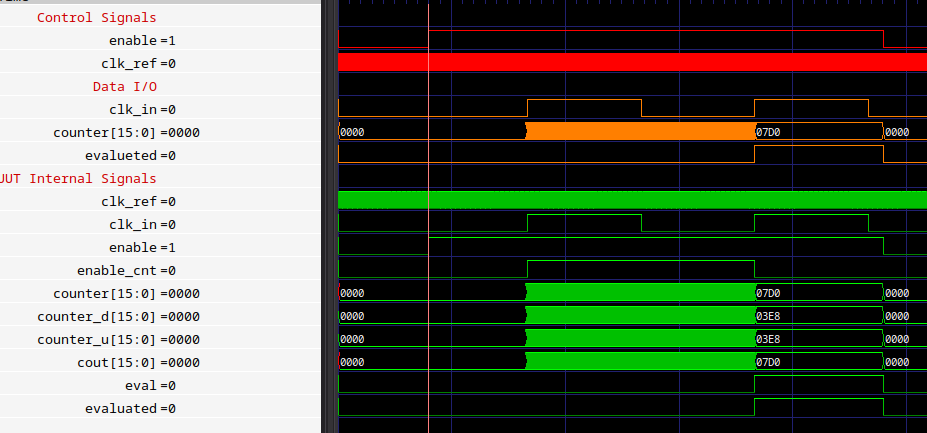 Control Signals
enable =1
clk_ref =0
Data I/O
clk_in =0
counter[15:0] =0000 0000 07D0 0000
evalueted =0
UUT Internal Signals
clk_ref =0
clk_in =0
enable =1
enable_cnt =0
counter[15:0] =0000 0000 07D0 0000
counter_d[15:0] =0000 0000 03E8 0000
counter_u[15:0] =0000 0000 03E8 0000
cout[15:0] =0000 0000 07D0 0000
eval =0
evaluated =0